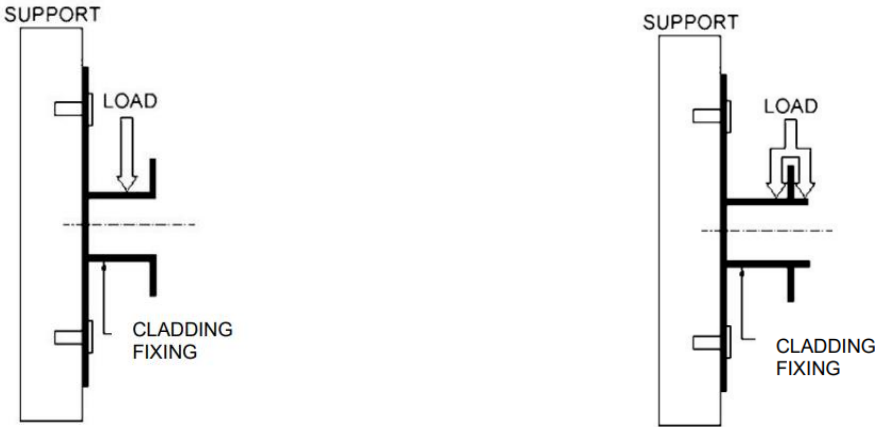 SUPPORT
LOAD
CLADDING
FIXING
SUPPORT
LOAD
CLADDING
FIXING